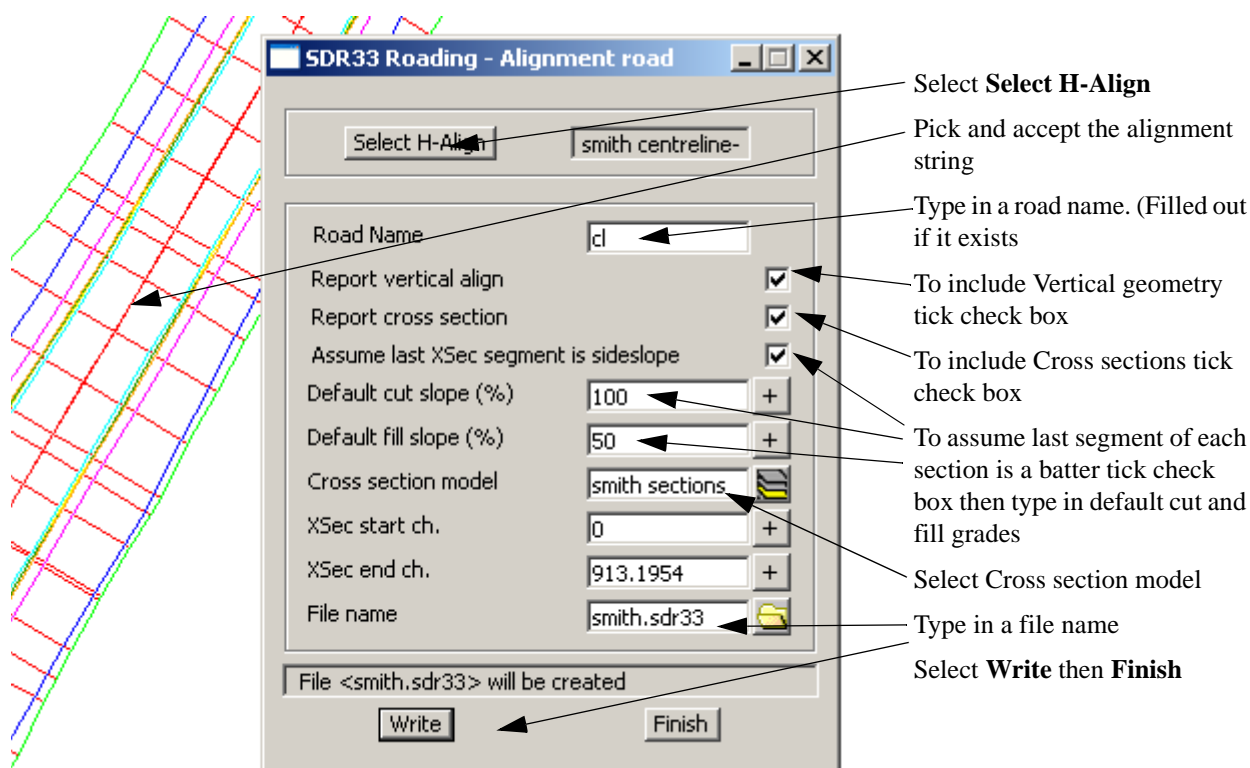 SDR33 Roading - Alignment road
Select H-Align
smith centreline-
Road Name
cl
Report vertical align
Report cross section
Assume last XSec segment is sideslope
Default cut slope (%)
100
+
Default fill slope (%)
50
+
Cross section model
smith sections
XSec start ch.
0
+
XSec end ch.
913.1954
+
File name
smith.sdr33
File <smith.sdr33> will be created
Write
Finish
Select Select H-Align
Pick and accept the alignment
string
Type in a road name. (Filled out
if it exists
To include Vertical geometry
tick check box
To include Cross sections tick
check box
To assume last segment of each
section is a batter tick check
box then type in default cut and
fill grades
Select Cross section model
Type in a file name
Select Write then Finish